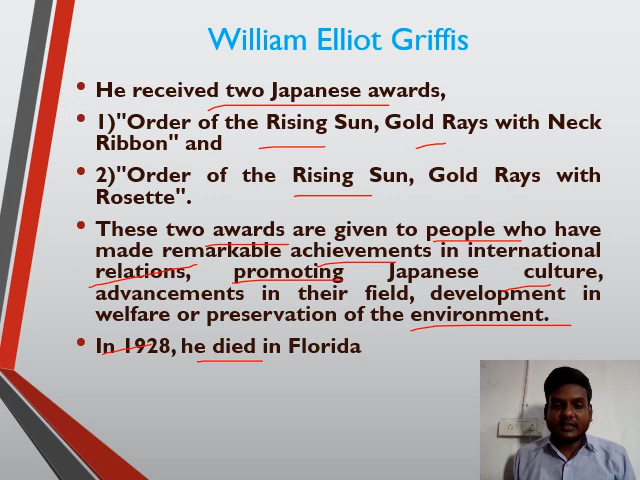 William Elliot Griffis
He received two Japanese awards,
1)"Order of the Rising Sun, Gold Rays with Neck
Ribbon" and
2)"Order of the Rising Sun, Gold Rays with
Rosette".
These two awards are given to people who have
made remarkable achievements in international
relations, promoting Japanese culture,
advancements in their field, development in
welfare or preservation of the environment.
In 1928, he died in Florida